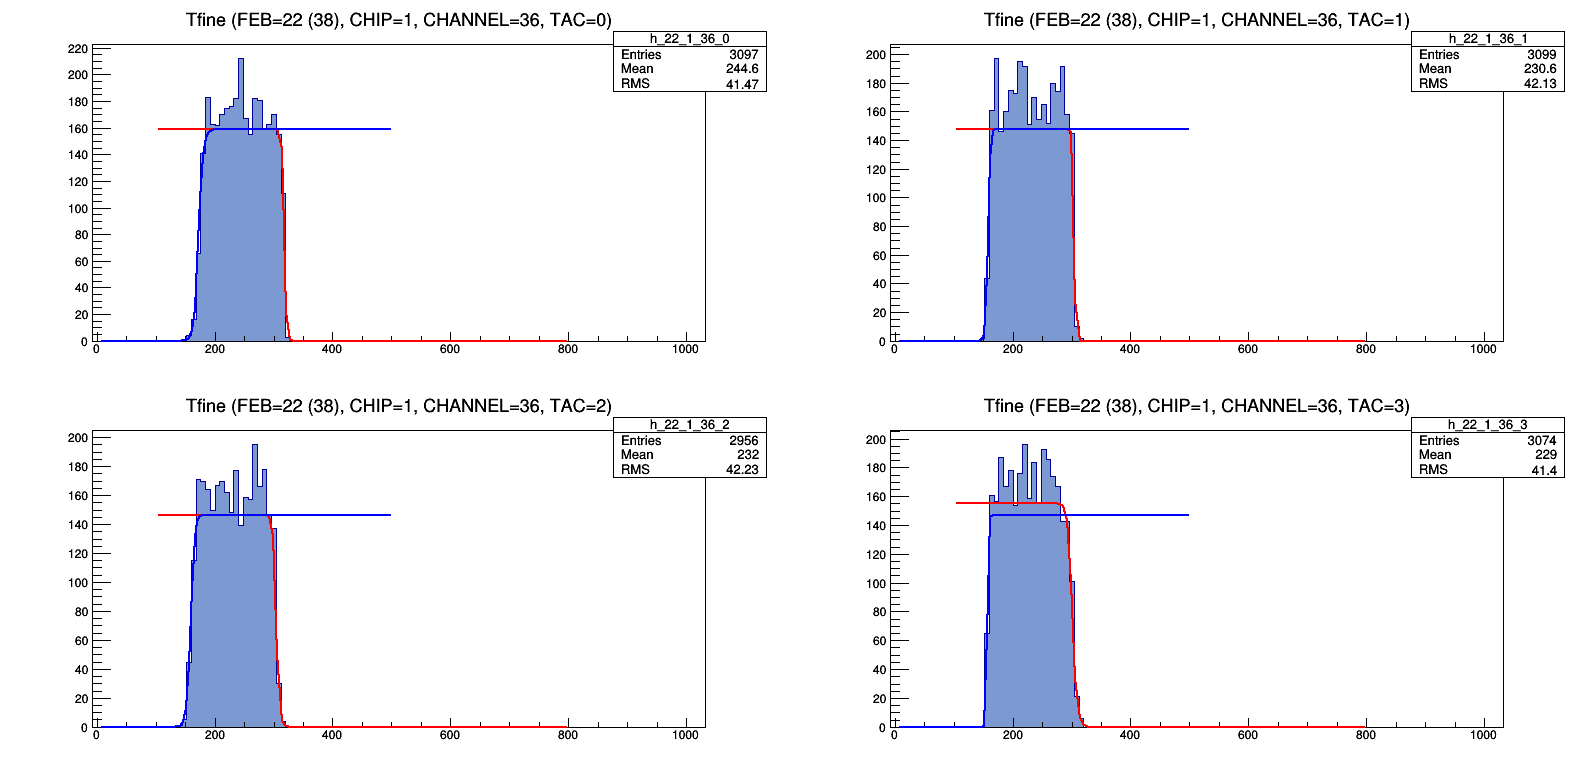 Tfine (FEB=22 (38), CHIP=1, CHANNEL=36, TAC=0)
h_22_1_36_0
Entries 3097
Mean 244.6
RMS 41.47
220
200
180
160
140
120
100
80
60
40
20
0
0 200 400 600 800 1000
Tfine (FEB=22 (38), CHIP=1, CHANNEL=36, TAC=1)
h_22_1_36_1
Entries 3099
Mean 230.6
RMS 42.13
200
180
160
140
120
100
80
60
40
20
0
0 200 400 600 800 1000
Tfine (FEB=22 (38), CHIP=1, CHANNEL=36, TAC=2)
h_22_1_36_2
Entries 2956
Mean 232
RMS 42.23
200
180
160
140
120
100
80
60
40
20
0
0 200 400 600 800 1000
Tfine (FEB=22 (38), CHIP=1, CHANNEL=36, TAC=3)
h_22_1_36_3
Entries 3074
Mean 229
RMS 41.4
200
180
160
140
120
100
80
60
40
20
0
0 200 400 600 800 1000